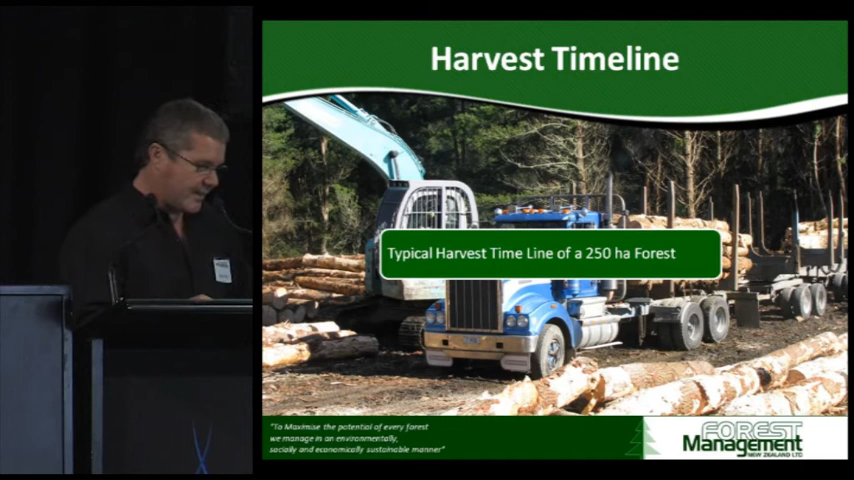 Harvest Timeline
Typical Harvest Time Line of a 250 ha Forest
"To Maximise the potential of every forest
we manage in an environmentally,
socially and economically sustainable manner"
FOREST
Management
NEW ZEALAND LTD